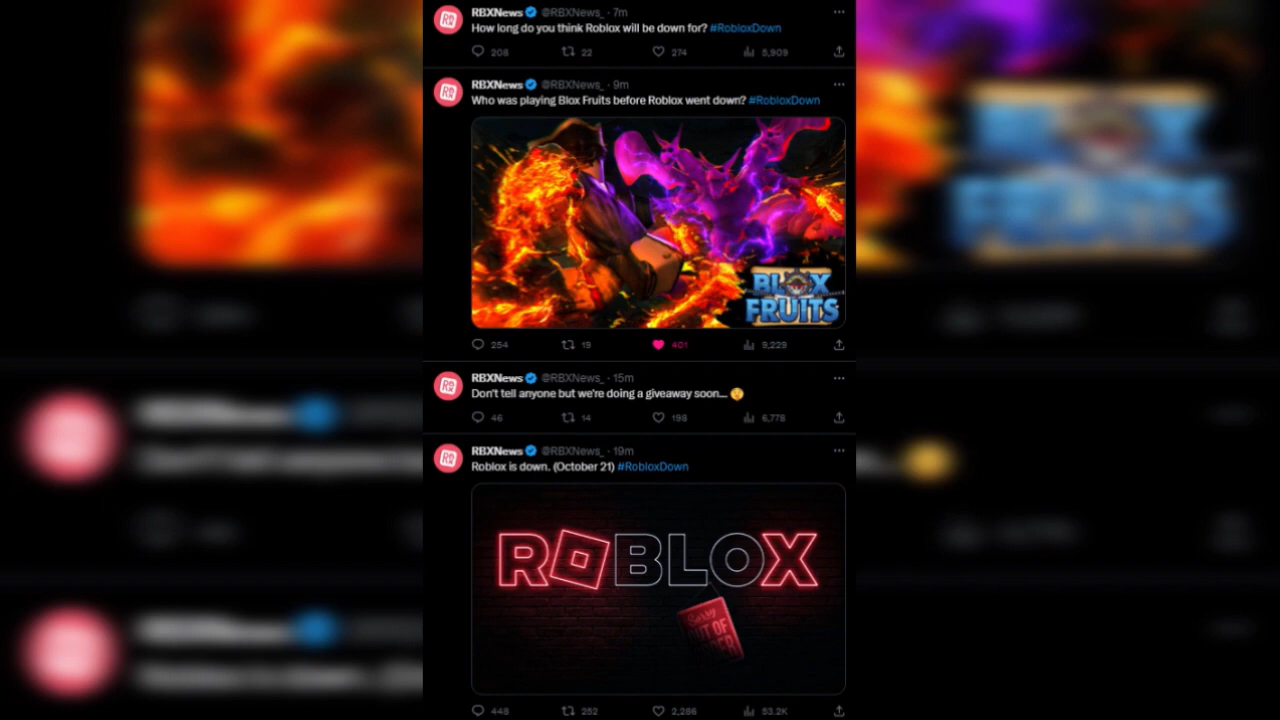 RBXNews @RBXNews_ · 7m
How long do you think Roblox will be down for? #RobloxDown
208 22 274 5,909
RBXNews @RBXNews_ · 9m
Who was playing Blox Fruits before Roblox went down? #RobloxDown
BLOX
FRUITS
254 19 401 9,229
RBXNews @RBXNews_ · 15m
Don't tell anyone but we're doing a giveaway soon...
46 14 198 6,778
RBXNews @RBXNews_ · 19m
Roblox is down. (October 21) #RobloxDown
ROBLOX
Sorry
448 252 2,286 53.2K